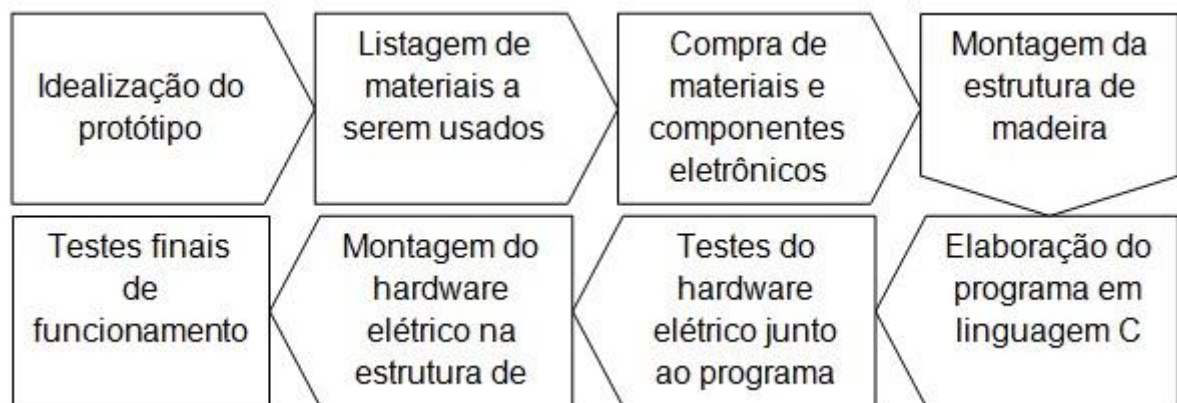 Idealização do
protótipo
Listagem de
materiais a
serem usados
Compra de
materiais e
componentes
eletrônicos
Montagem da
estrutura de
madeira
Elaboração do
programa em
linguagem C
Testes do
hardware
elétrico junto
ao programa
Montagem do
hardware
elétrico na
estrutura de
Testes finais
de
funcionamento